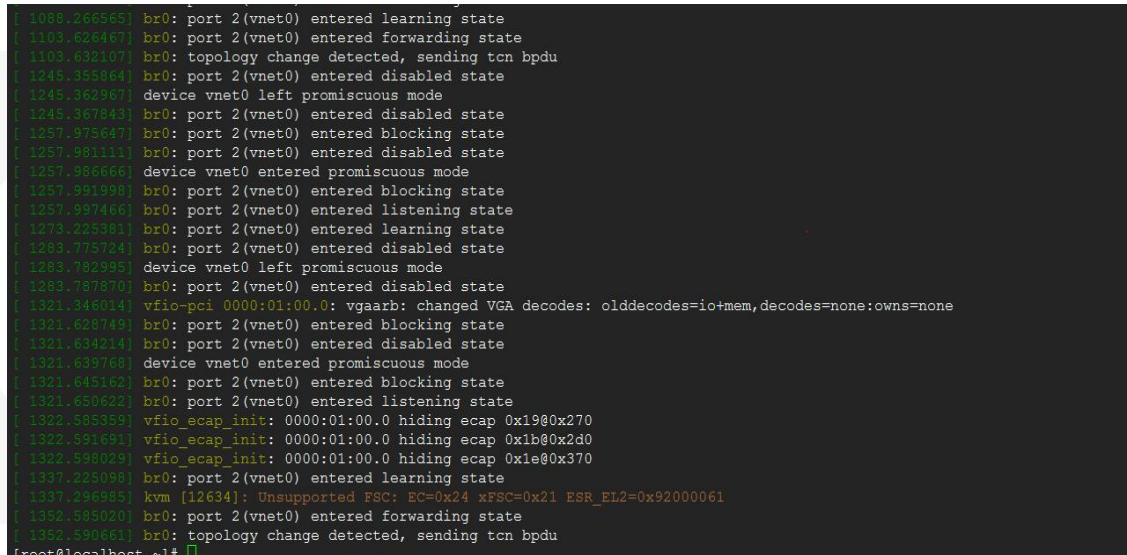 [ 1088.266565] br0: port 2(vnet0) entered learning state
[ 1103.626467] br0: port 2(vnet0) entered forwarding state
[ 1103.632107] br0: topology change detected, sending tcn bpdu
[ 1245.355864] br0: port 2(vnet0) entered disabled state
[ 1245.362967] device vnet0 left promiscuous mode
[ 1245.367843] br0: port 2(vnet0) entered disabled state
[ 1257.975647] br0: port 2(vnet0) entered blocking state
[ 1257.981111] br0: port 2(vnet0) entered disabled state
[ 1257.986666] device vnet0 entered promiscuous mode
[ 1257.991998] br0: port 2(vnet0) entered blocking state
[ 1257.997466] br0: port 2(vnet0) entered listening state
[ 1273.225381] br0: port 2(vnet0) entered learning state
[ 1283.775724] br0: port 2(vnet0) entered disabled state
[ 1283.782995] device vnet0 left promiscuous mode
[ 1283.787870] br0: port 2(vnet0) entered disabled state
[ 1321.346014] vfio-pci 0000:01:00.0: vgaarb: changed VGA decodes: olddecodes=io+mem,decodes=none:owns=none
[ 1321.628749] br0: port 2(vnet0) entered blocking state
[ 1321.634214] br0: port 2(vnet0) entered disabled state
[ 1321.639768] device vnet0 entered promiscuous mode
[ 1321.645162] br0: port 2(vnet0) entered blocking state
[ 1321.650622] br0: port 2(vnet0) entered listening state
[ 1322.585359] vfio_ecap_init: 0000:01:00.0 hiding ecap 0x19@0x270
[ 1322.591691] vfio_ecap_init: 0000:01:00.0 hiding ecap 0x1b@0x2d0
[ 1322.598029] vfio_ecap_init: 0000:01:00.0 hiding ecap 0x1e@0x370
[ 1337.225098] br0: port 2(vnet0) entered learning state
[ 1337.296985] kvm [12634]: Unsupported FSC: EC=0x24 xFSC=0x21 ESR_EL2=0x92000061
[ 1352.585020] br0: port 2(vnet0) entered forwarding state
[ 1352.590661] br0: topology change detected, sending tcn bpdu
[root@localhost ~]#